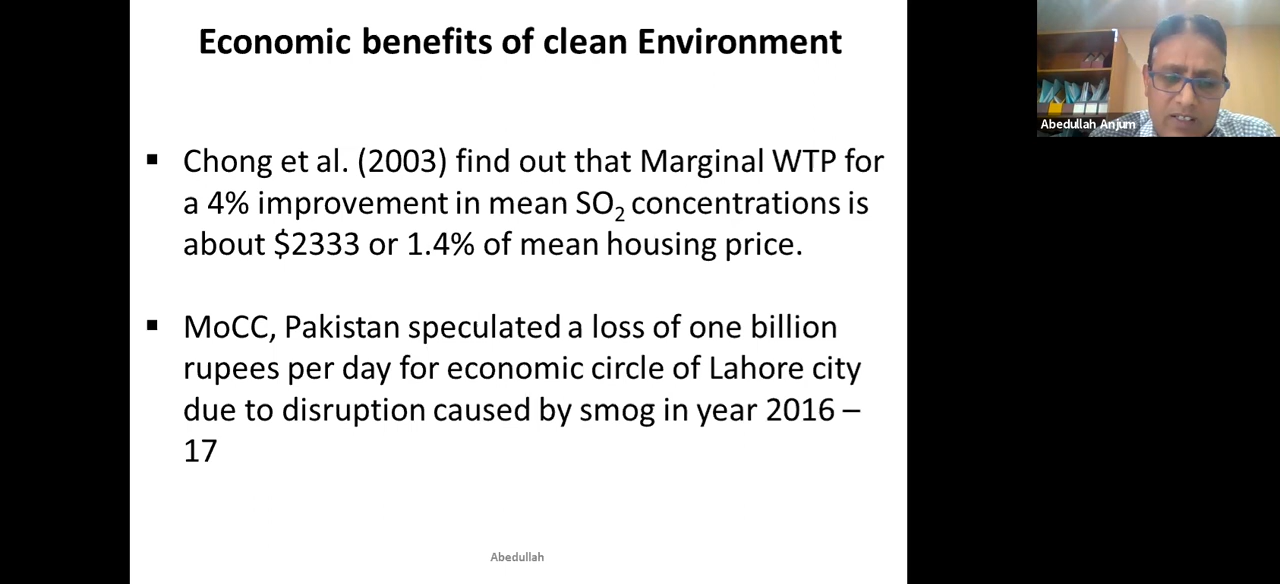 Economic benefits of clean Environment
Abedullah Anjum
▪ Chong et al. (2003) find out that Marginal WTP for
a 4% improvement in mean SO₂ concentrations is
about $2333 or 1.4% of mean housing price.
▪ MoCC, Pakistan speculated a loss of one billion
rupees per day for economic circle of Lahore city
due to disruption caused by smog in year 2016 –
17
Abedullah